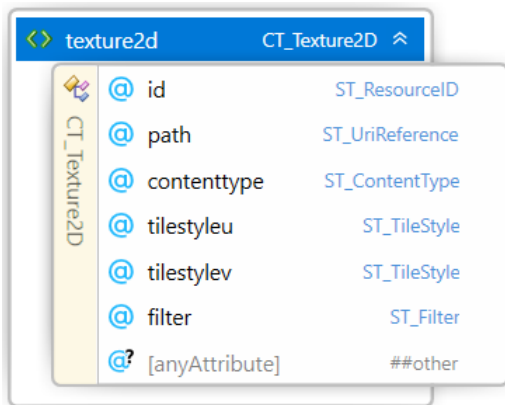 texture2d CT_Texture2D
CT_Texture2D
@ id ST_ResourceID
@ path ST_UriReference
@ contenttype ST_ContentType
@ tilestyleu ST_TileStyle
@ tilestylev ST_TileStyle
@ filter ST_Filter
@? [anyAttribute] ##other